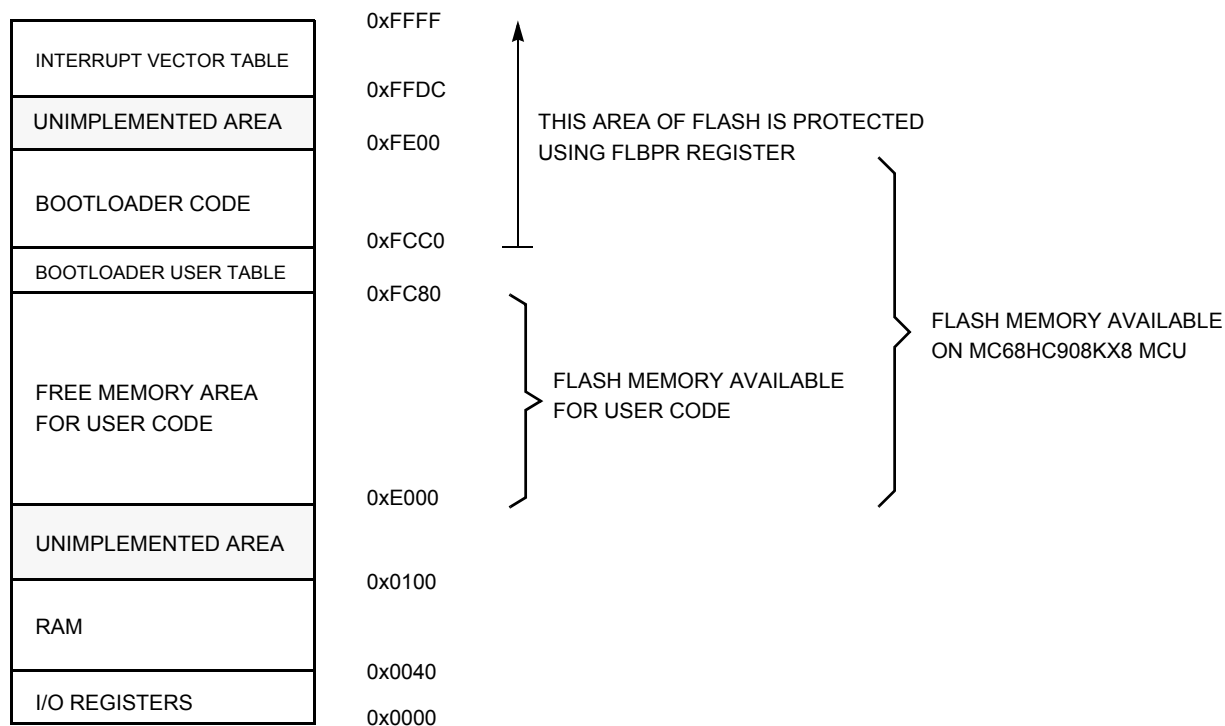 0xFFFF
INTERRUPT VECTOR TABLE
0xFFDC
UNIMPLEMENTED AREA
0xFE00
THIS AREA OF FLASH IS PROTECTED
USING FLBPR REGISTER
BOOTLOADER CODE
0xFCC0
BOOTLOADER USER TABLE
0xFC80
FLASH MEMORY AVAILABLE
ON MC68HC908KX8 MCU
FREE MEMORY AREA
FOR USER CODE
FLASH MEMORY AVAILABLE
FOR USER CODE
0xE000
UNIMPLEMENTED AREA
0x0100
RAM
0x0040
I/O REGISTERS
0x0000